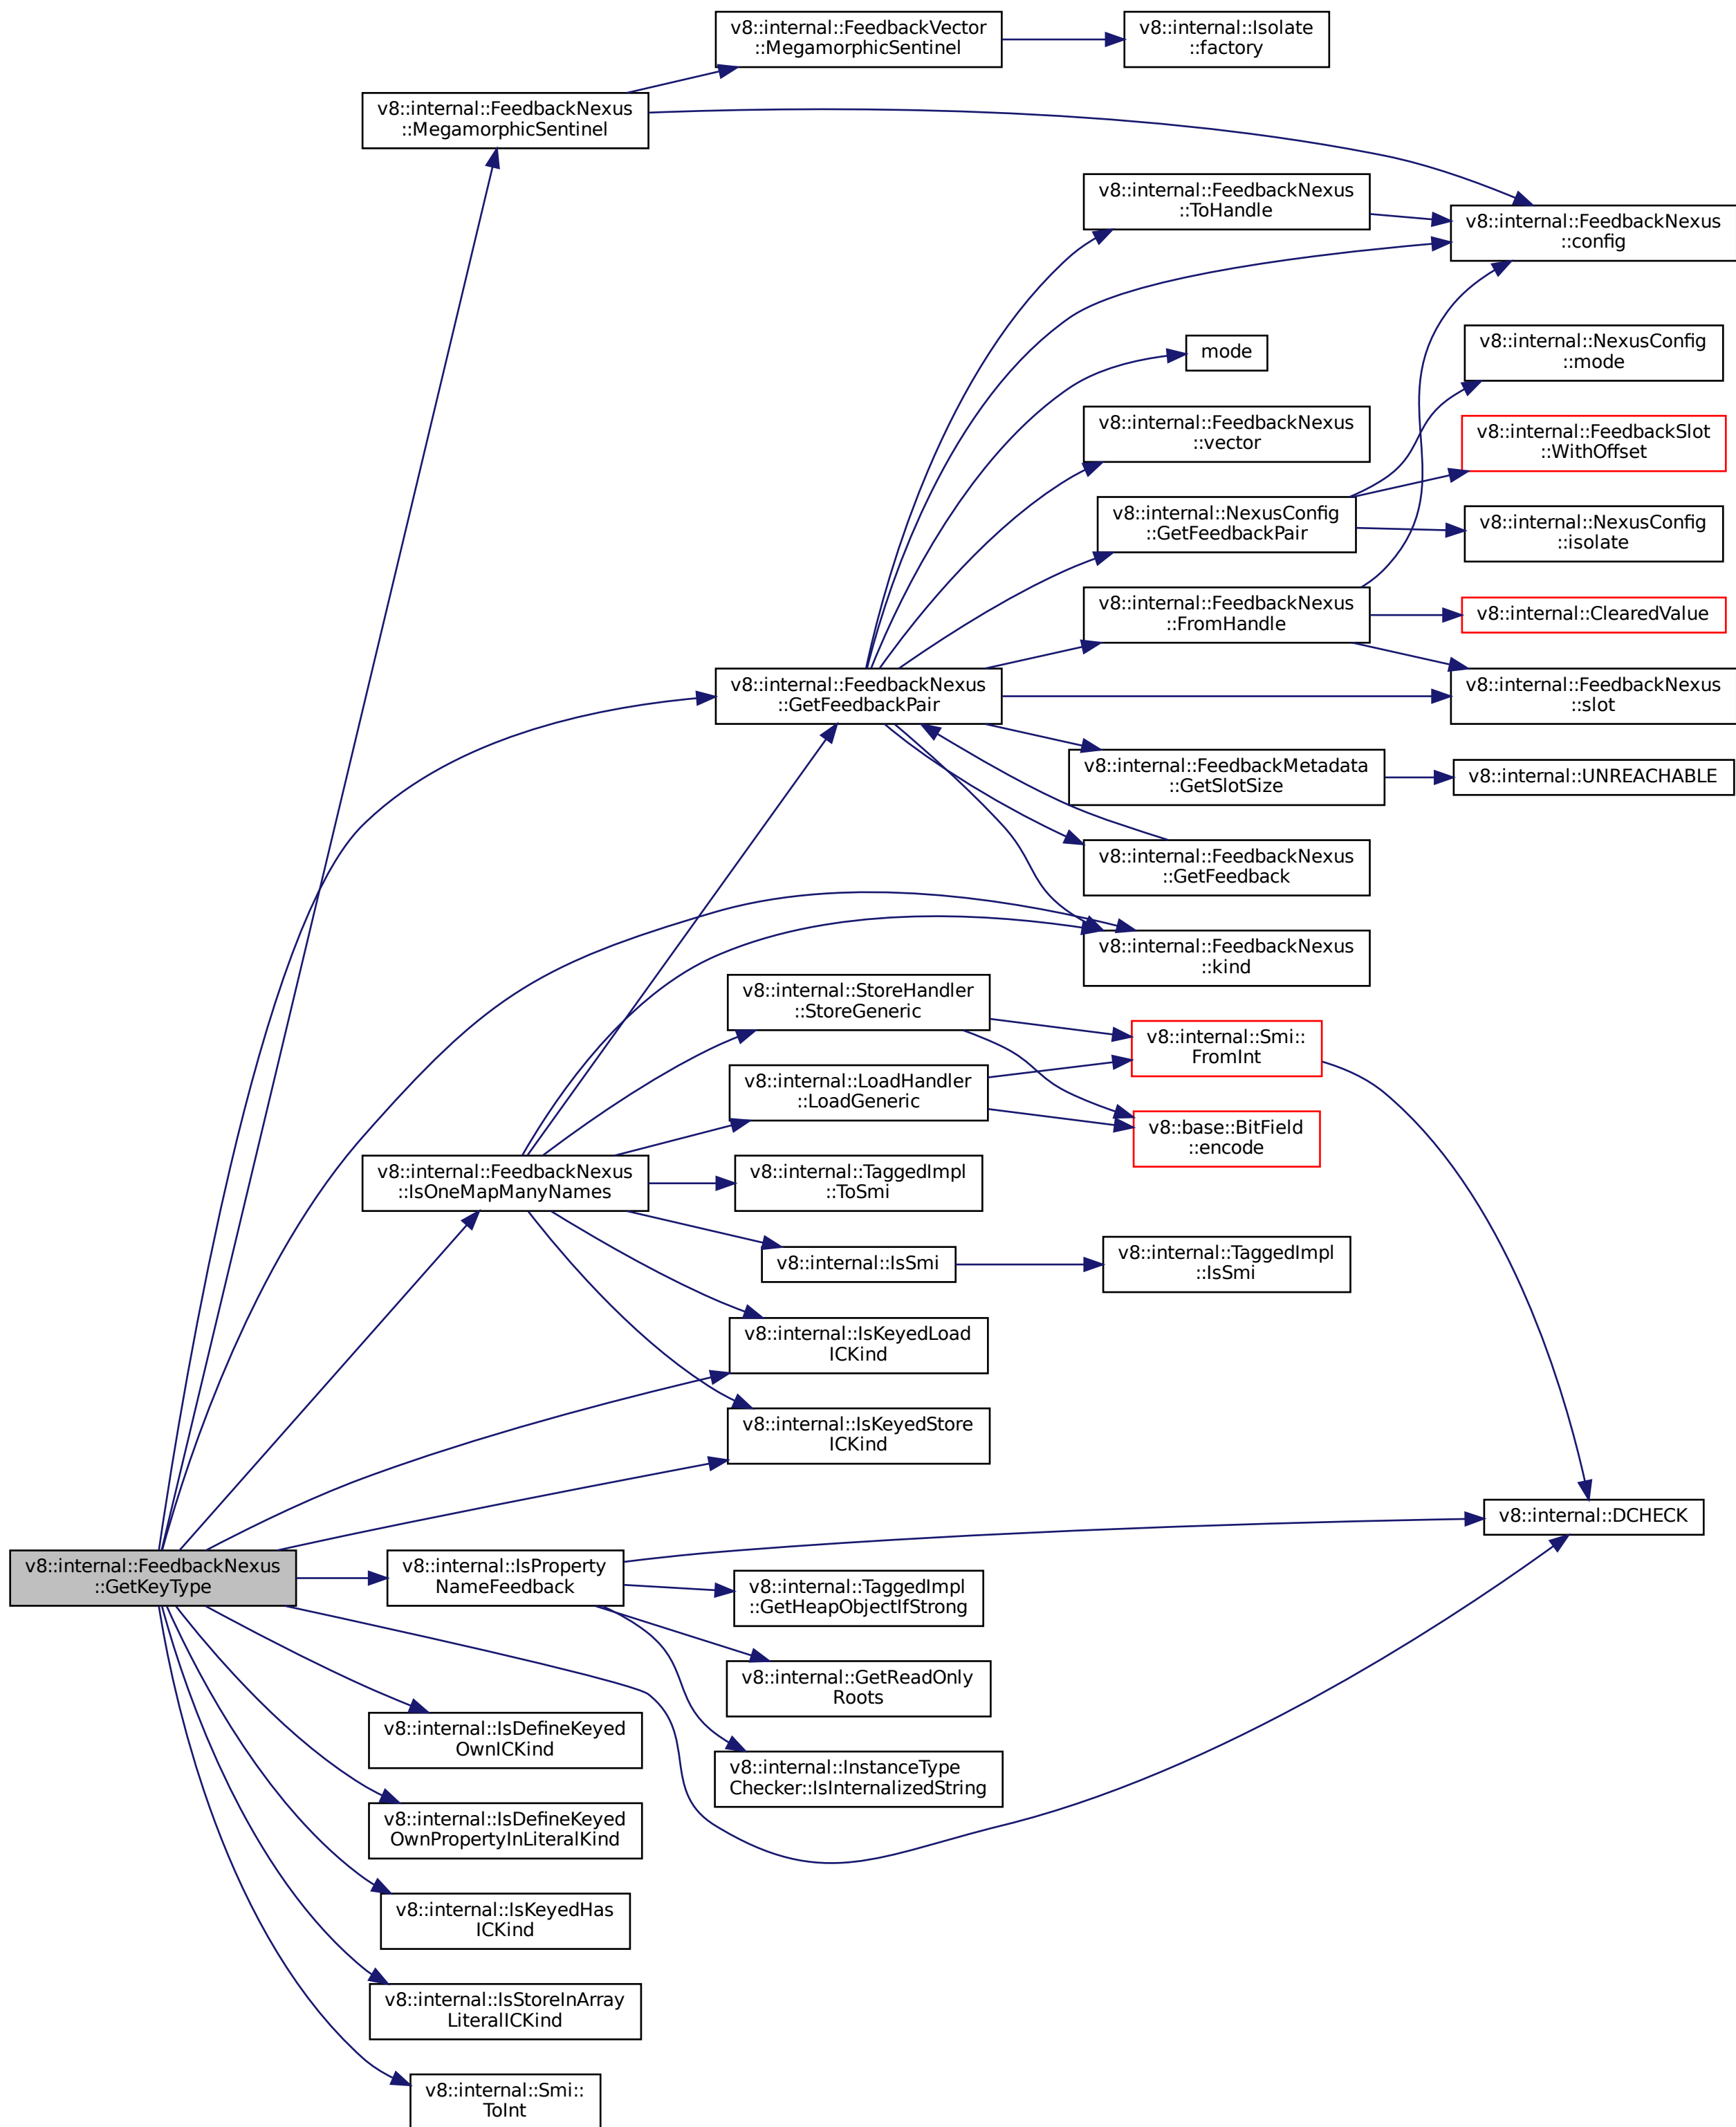 v8::internal::FeedbackVector
::MegamorphicSentinel
v8::internal::Isolate
::factory
v8::internal::FeedbackNexus
::MegamorphicSentinel
v8::internal::FeedbackNexus
::ToHandle
v8::internal::FeedbackNexus
::config
mode
v8::internal::NexusConfig
::mode
v8::internal::FeedbackNexus
::vector
v8::internal::FeedbackSlot
::WithOffset
v8::internal::NexusConfig
::GetFeedbackPair
v8::internal::NexusConfig
::isolate
v8::internal::FeedbackNexus
::FromHandle
v8::internal::ClearedValue
v8::internal::FeedbackNexus
::GetFeedbackPair
v8::internal::FeedbackNexus
::slot
v8::internal::FeedbackMetadata
::GetSlotSize
v8::internal::UNREACHABLE
v8::internal::FeedbackNexus
::GetFeedback
v8::internal::FeedbackNexus
::kind
v8::internal::StoreHandler
::StoreGeneric
v8::internal::Smi::
FromInt
v8::internal::LoadHandler
::LoadGeneric
v8::base::BitField
::encode
v8::internal::FeedbackNexus
::IsOneMapManyNames
v8::internal::TaggedImpl
::ToSmi
v8::internal::IsSmi
v8::internal::TaggedImpl
::IsSmi
v8::internal::IsKeyedLoad
ICKind
v8::internal::IsKeyedStore
ICKind
v8::internal::DCHECK
v8::internal::FeedbackNexus
::GetKeyType
v8::internal::IsProperty
NameFeedback
v8::internal::TaggedImpl
::GetHeapObjectIfStrong
v8::internal::GetReadOnly
Roots
v8::internal::IsDefineKeyed
OwnICKind
v8::internal::InstanceType
Checker::IsInternalizedString
v8::internal::IsDefineKeyed
OwnPropertyInLiteralKind
v8::internal::IsKeyedHas
ICKind
v8::internal::IsStoreInArray
LiteralICKind
v8::internal::Smi::
ToInt